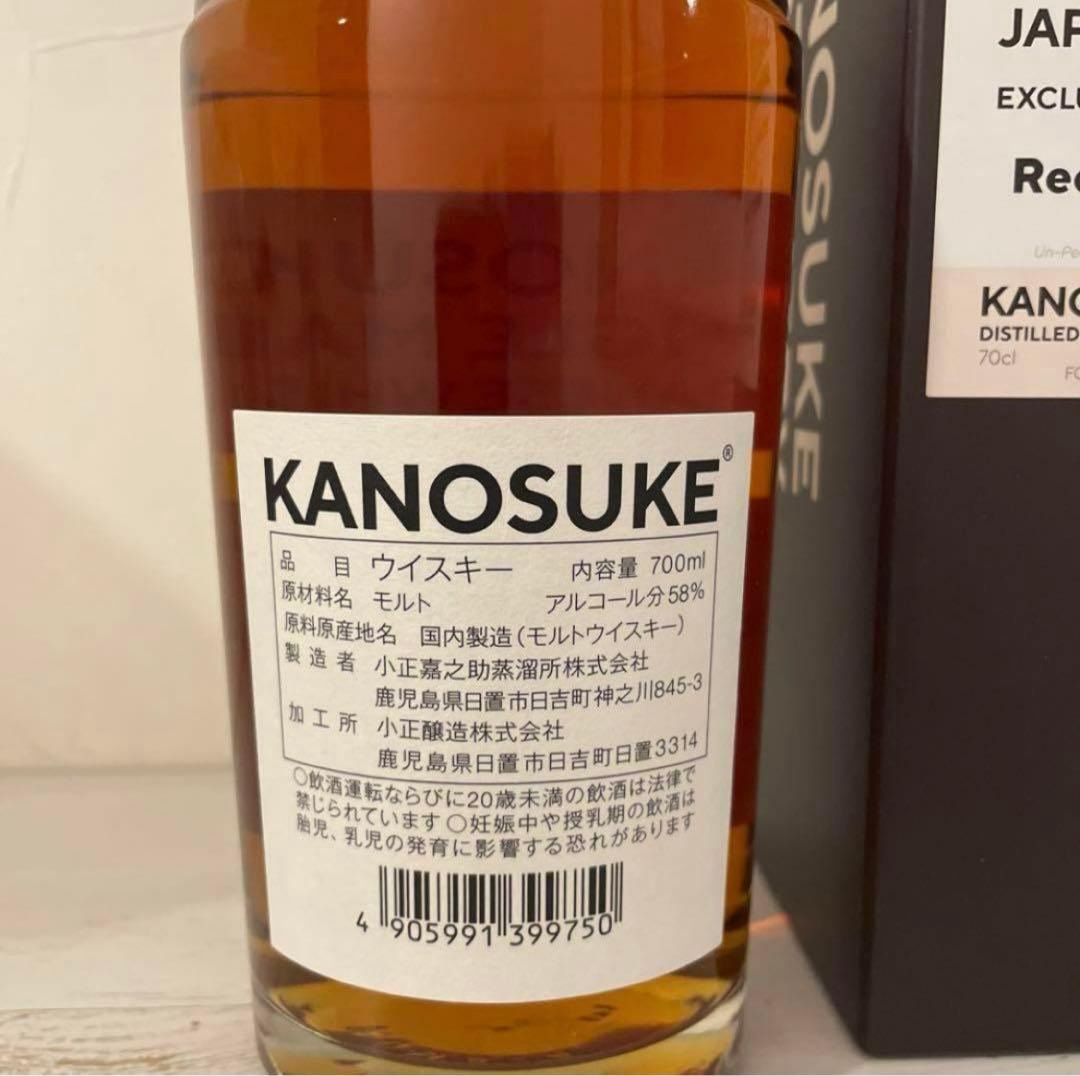 KANOSUKE®
品目 ウイスキー 内容量 700ml
原材料名 モルト アルコール分58%
原料原産地名 国内製造(モルトウイスキー)
製造者 小正嘉之助蒸溜所株式会社
鹿児島県日置市日吉町神之川845-3
加工所 小正醸造株式会社
鹿児島県日置市日吉町日置3314
○飲酒運転ならびに20歳未満の飲酒は法律で
禁じられています ○妊娠中や授乳期の飲酒は
胎児、乳児の発育に影響する恐れがあります
4 905991 399750
NOSUKE
JAP
EXCLU
Rec
Un-Pe
KANO
DISTILLED
70cl
FO